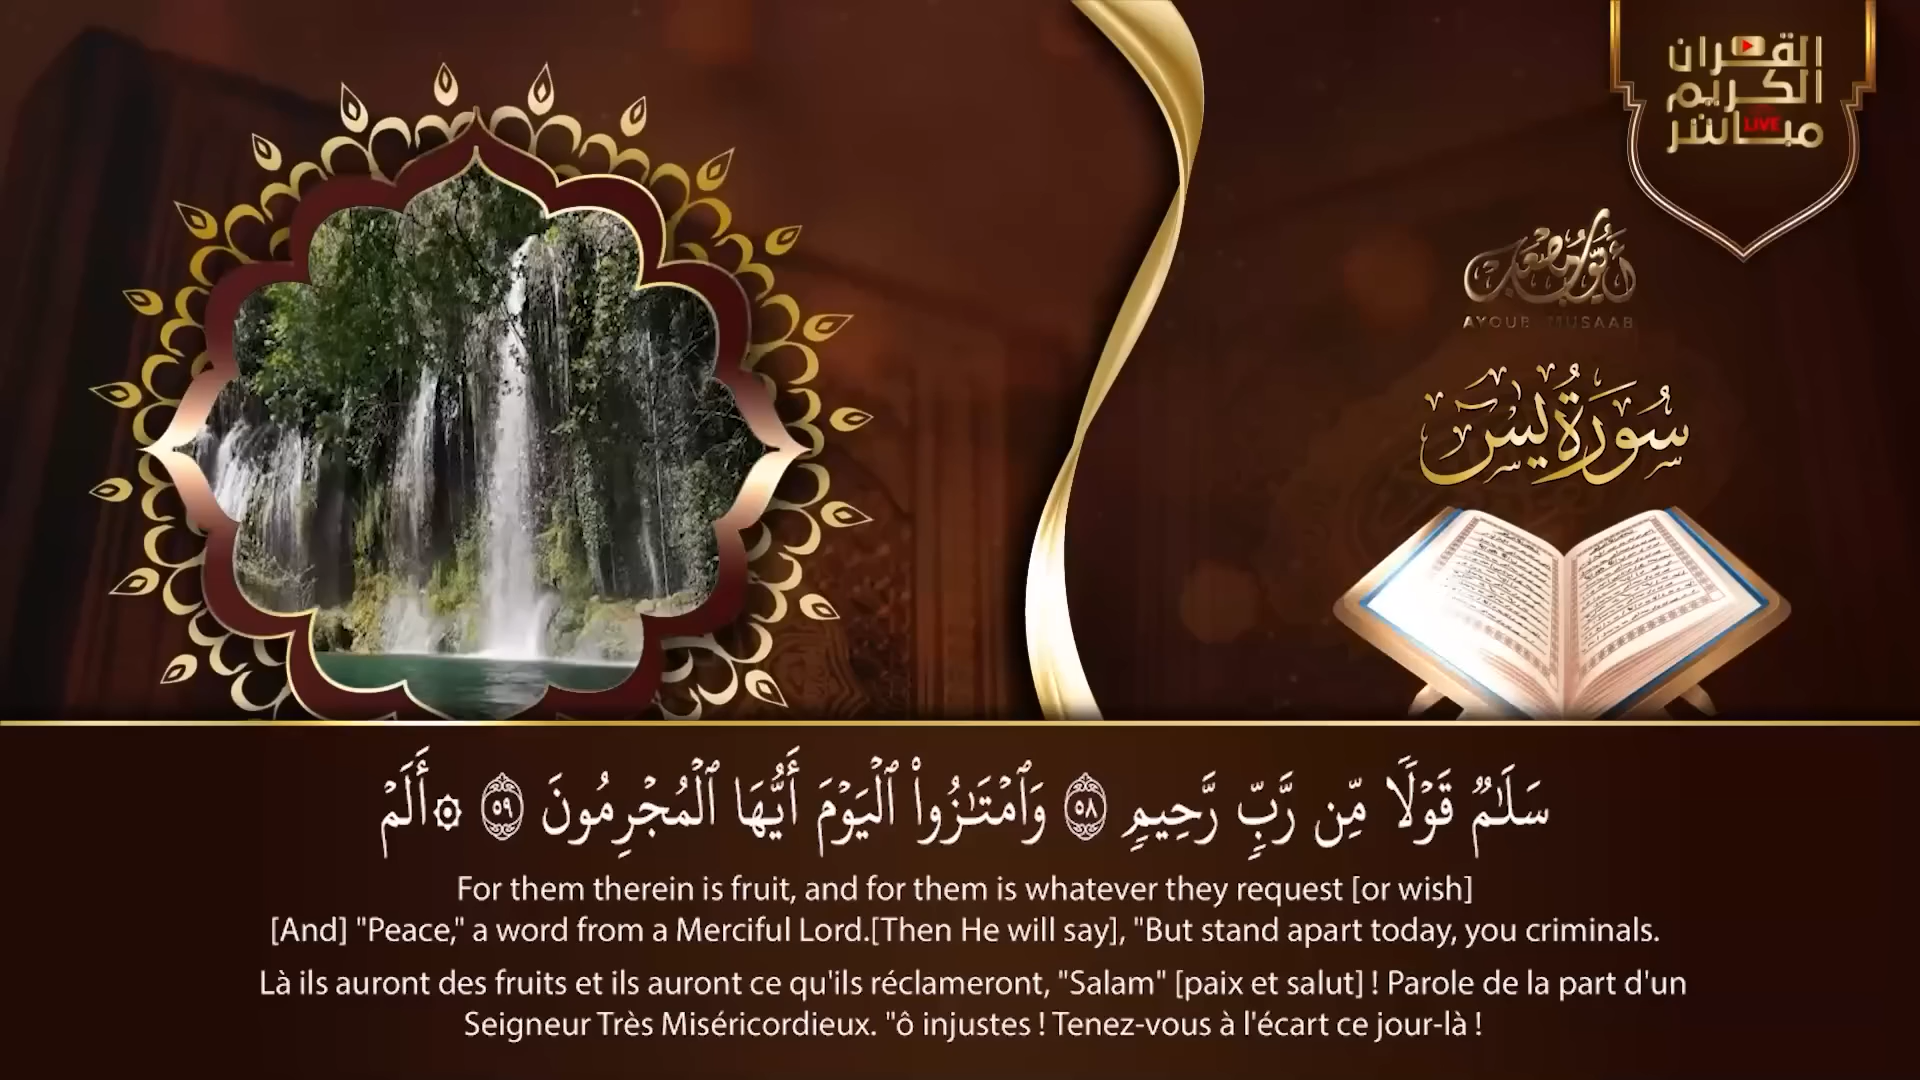 القرآن
الكريم
مباشر
LIVE
أيوب مصعب
AYOUB MUSAAB
سُورَةُ يسٓ
سَلَٰمٌ قَوْلًا مِّن رَّبٍّ رَّحِيمٍ ٥٨ وَٱمْتَٰزُوا۟ ٱلْيَوْمَ أَيُّهَا ٱلْمُجْرِمُونَ ٥٩ ۞ أَلَمْ
For them therein is fruit, and for them is whatever they request [or wish]
[And] "Peace," a word from a Merciful Lord.[Then He will say], "But stand apart today, you criminals.
Là ils auront des fruits et ils auront ce qu'ils réclameront, "Salam" [paix et salut] ! Parole de la part d'un
Seigneur Très Miséricordieux. "ô injustes ! Tenez-vous à l'écart ce jour-là !